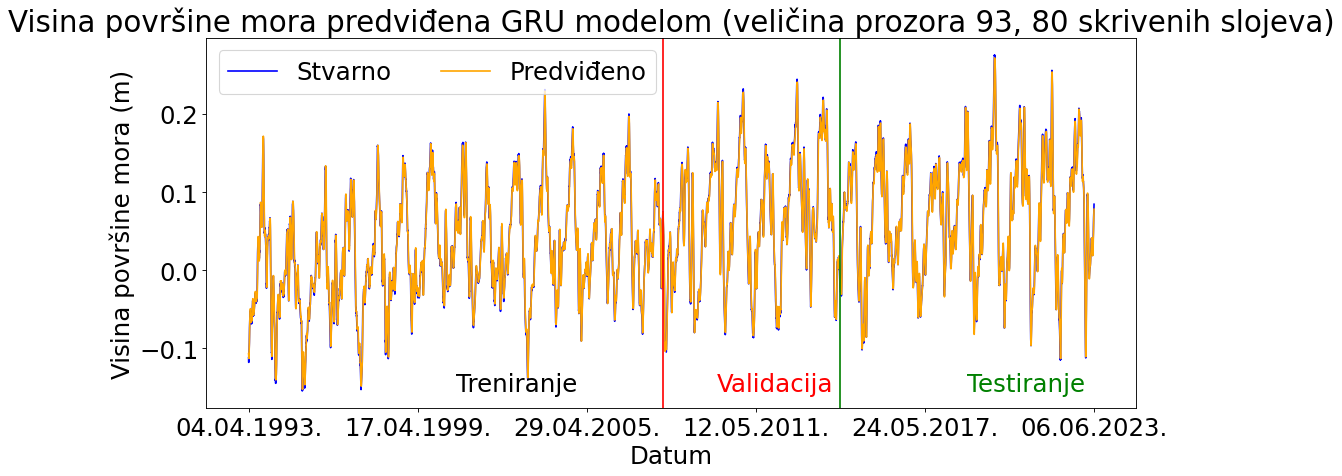 Visina površine mora predviđena GRU modelom (veličina prozora 93, 80 skrivenih slojeva)
Stvarno Predviđeno
Visina površine mora (m)
0.2
0.1
0.0
−0.1
Treniranje Validacija Testiranje
04.04.1993. 17.04.1999. 29.04.2005. 12.05.2011. 24.05.2017. 06.06.2023.
Datum